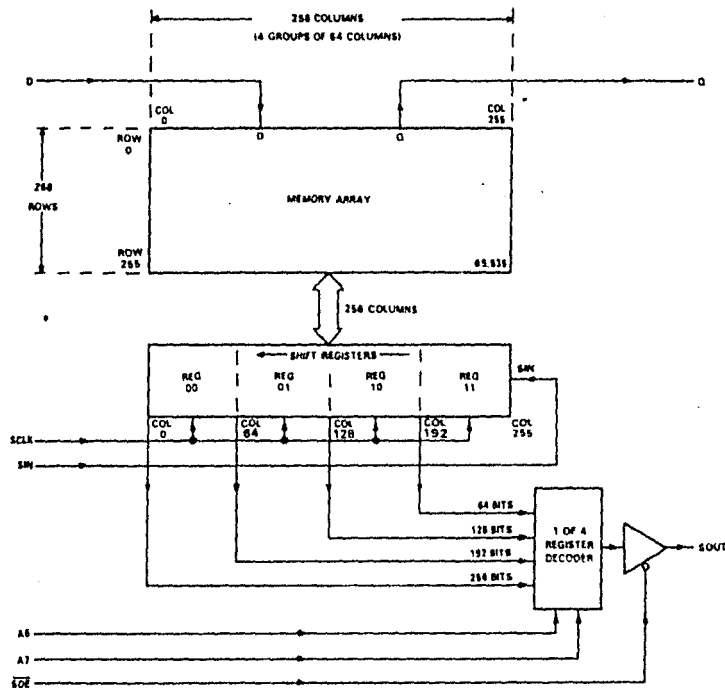 256 COLUMNS
(4 GROUPS OF 64 COLUMNS)
D
Q
COL 0
COL 255
ROW 0
D
Q
256 ROWS
MEMORY ARRAY
ROW 255
65,535
256 COLUMNS
SHIFT REGISTERS
REG 00
REG 01
REG 10
REG 11
SIN
COL 0
COL 64
COL 128
COL 192
COL 255
SCLK
SIN
64 BITS
128 BITS
192 BITS
256 BITS
1 OF 4
REGISTER
DECODER
SOUT
A6
A7
SOE